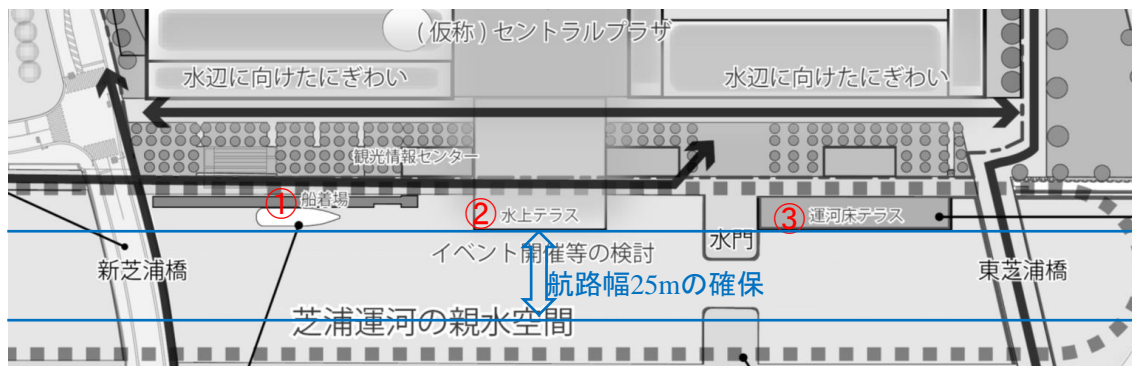 (仮称)セントラルプラザ
水辺に向けたにぎわい
水辺に向けたにぎわい
観光情報センター
① 船着場
② 水上テラス
③ 運河床テラス
水門
イベント開催等の検討
新芝浦橋
東芝浦橋
航路幅25mの確保
芝浦運河の親水空間